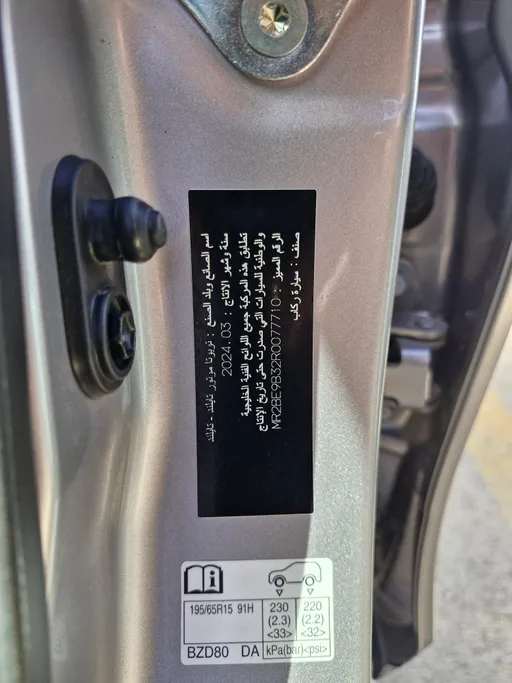 اسم الصانع وبلد الصنع : تويوتا موتور تايلند - تايلند
سنة وشهر الانتاج : 2024.03
تطابق هذه المركبة جميع اللوائح الفنية الخليجية
والوطنية للسيارات التي صدرت حتى تاريخ الإنتاج
الرقم المميز : MR2BE9B32R0077710
صنف : سيارة ركاب
195/65R15 91H 230 220
(2.3) (2.2)
<33> <32>
BZD80 DA kPa(bar)<psi>